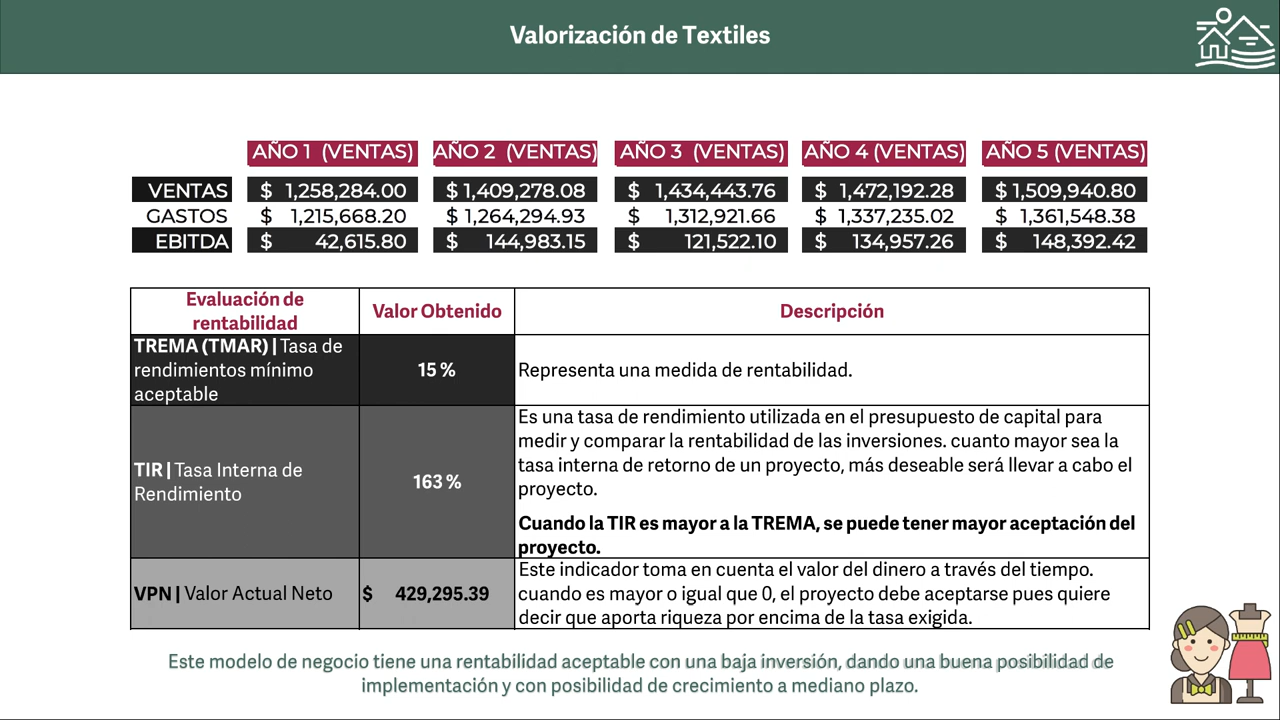 Valorización de Textiles
AÑO 1 (VENTAS) AÑO 2 (VENTAS) AÑO 3 (VENTAS) AÑO 4 (VENTAS) AÑO 5 (VENTAS)
VENTAS $ 1,258,284.00 $ 1,409,278.08 $ 1,434,443.76 $ 1,472,192.28 $ 1,509,940.80
GASTOS $ 1,215,668.20 $ 1,264,294.93 $ 1,312,921.66 $ 1,337,235.02 $ 1,361,548.38
EBITDA $ 42,615.80 $ 144,983.15 $ 121,522.10 $ 134,957.26 $ 148,392.42
Evaluación de
rentabilidad
Valor Obtenido
Descripción
TREMA (TMAR) | Tasa de
rendimientos mínimo
aceptable
15 %
Representa una medida de rentabilidad.
TIR | Tasa Interna de
Rendimiento
163 %
Es una tasa de rendimiento utilizada en el presupuesto de capital para
medir y comparar la rentabilidad de las inversiones. cuanto mayor sea la
tasa interna de retorno de un proyecto, más deseable será llevar a cabo el
proyecto.
Cuando la TIR es mayor a la TREMA, se puede tener mayor aceptación del
proyecto.
VPN | Valor Actual Neto
$ 429,295.39
Este indicador toma en cuenta el valor del dinero a través del tiempo.
cuando es mayor o igual que 0, el proyecto debe aceptarse pues quiere
decir que aporta riqueza por encima de la tasa exigida.
Este modelo de negocio tiene una rentabilidad aceptable con una baja inversión, dando una buena posibilidad de
implementación y con posibilidad de crecimiento a mediano plazo.